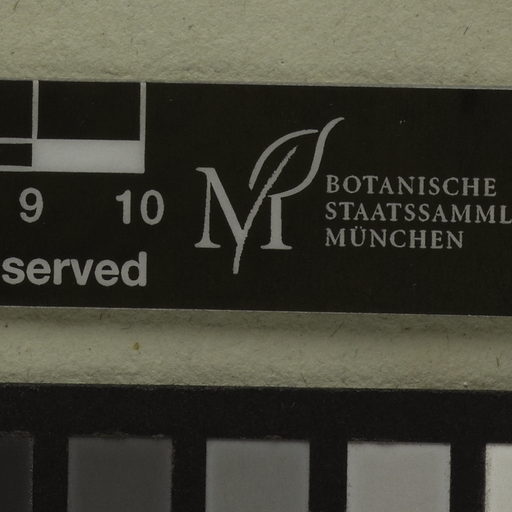 9 10
served
BOTANISCHE
STAATSSAMML
MÜNCHEN